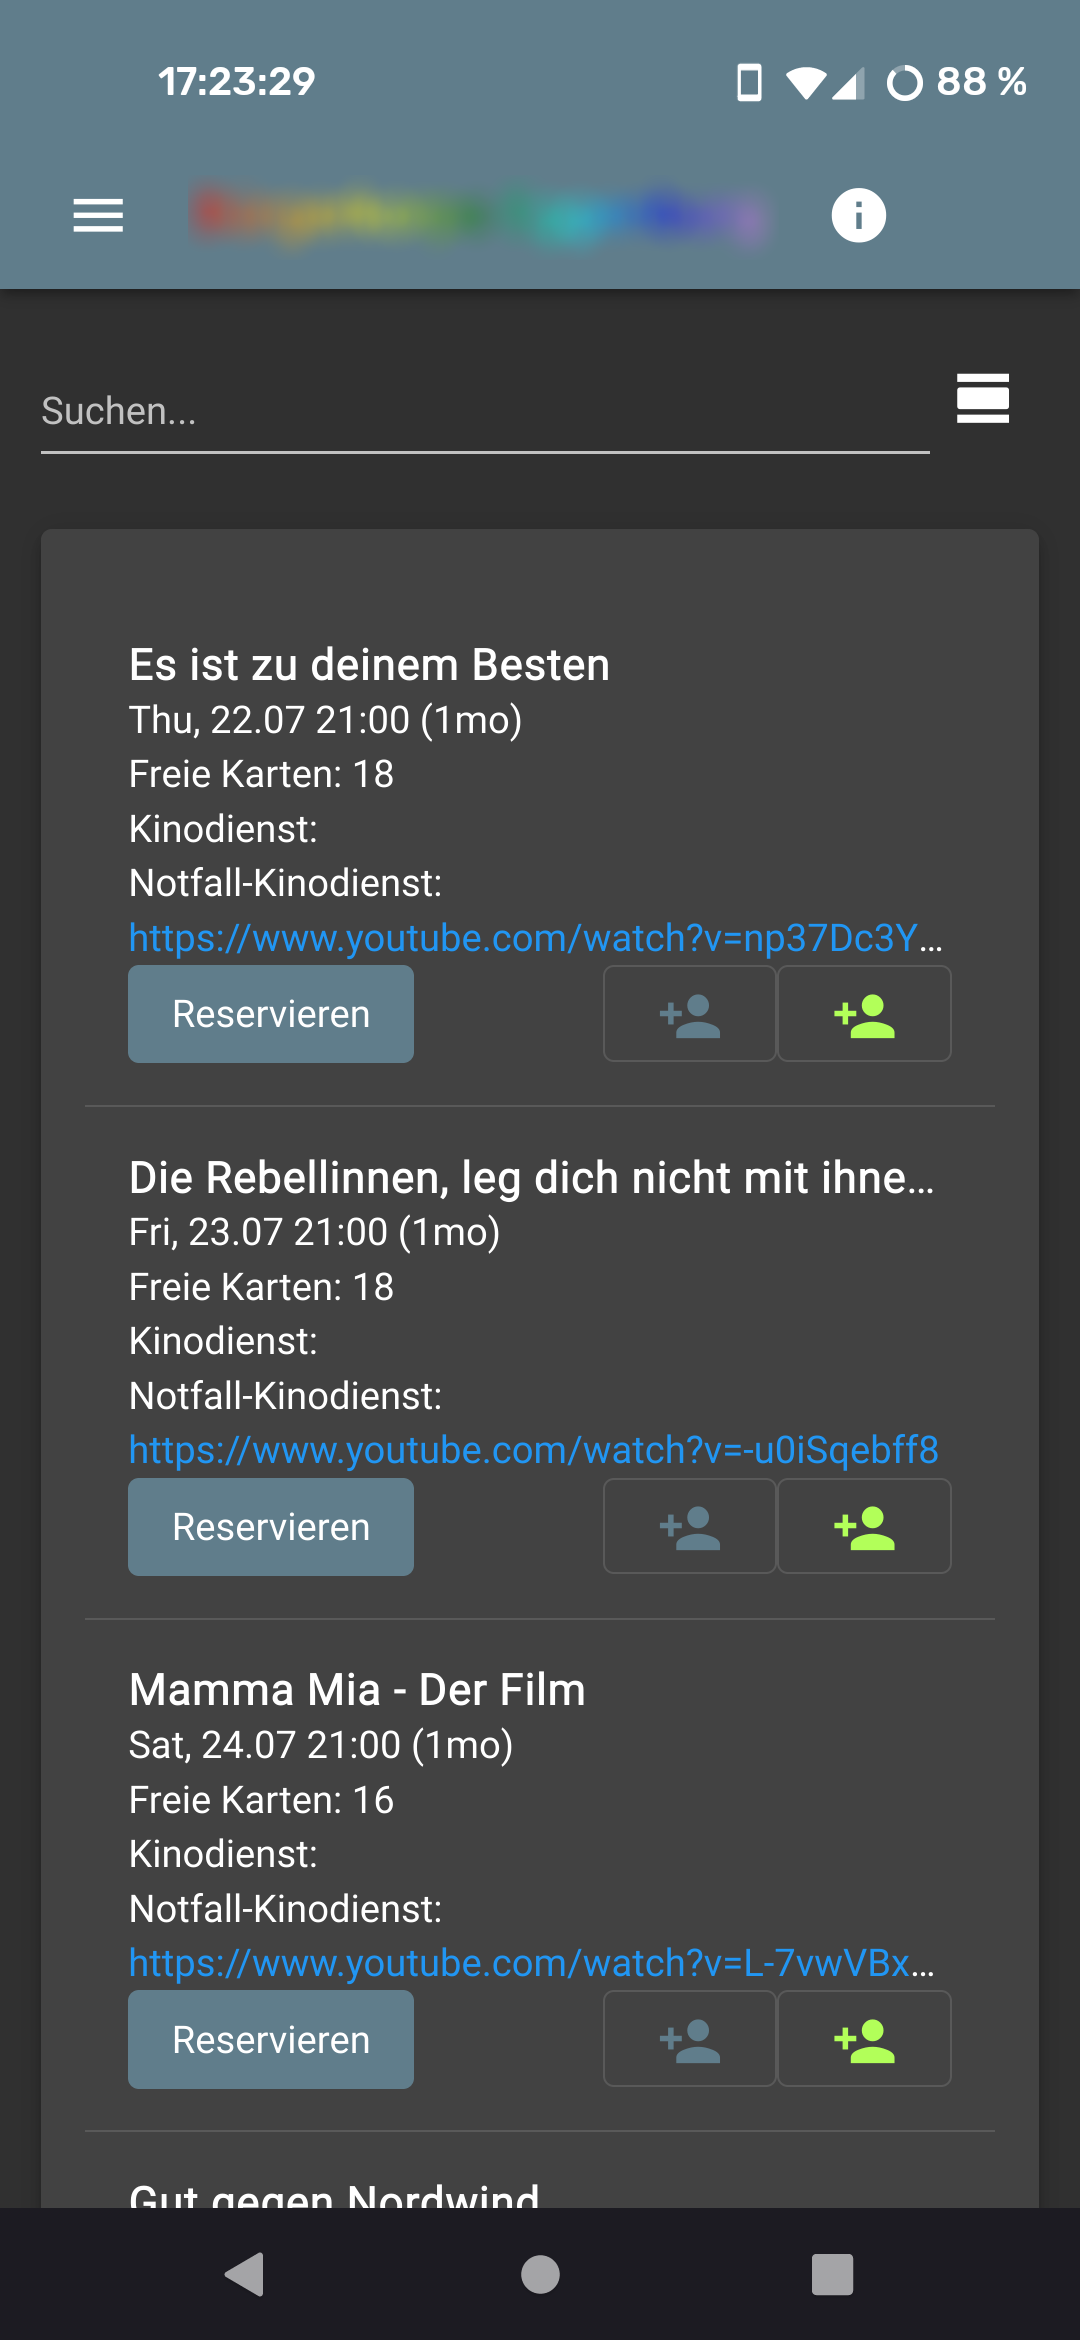 17:23:29 88 %
Suchen...
Es ist zu deinem Besten
Thu, 22.07 21:00 (1mo)
Freie Karten: 18
Kinodienst:
Notfall-Kinodienst:
https://www.youtube.com/watch?v=np37Dc3Y...
Reservieren
Die Rebellinnen, leg dich nicht mit ihne...
Fri, 23.07 21:00 (1mo)
Freie Karten: 18
Kinodienst:
Notfall-Kinodienst:
https://www.youtube.com/watch?v=-u0iSqebff8
Reservieren
Mamma Mia - Der Film
Sat, 24.07 21:00 (1mo)
Freie Karten: 16
Kinodienst:
Notfall-Kinodienst:
https://www.youtube.com/watch?v=L-7vwVBx...
Reservieren
Gut gegen Nordwind